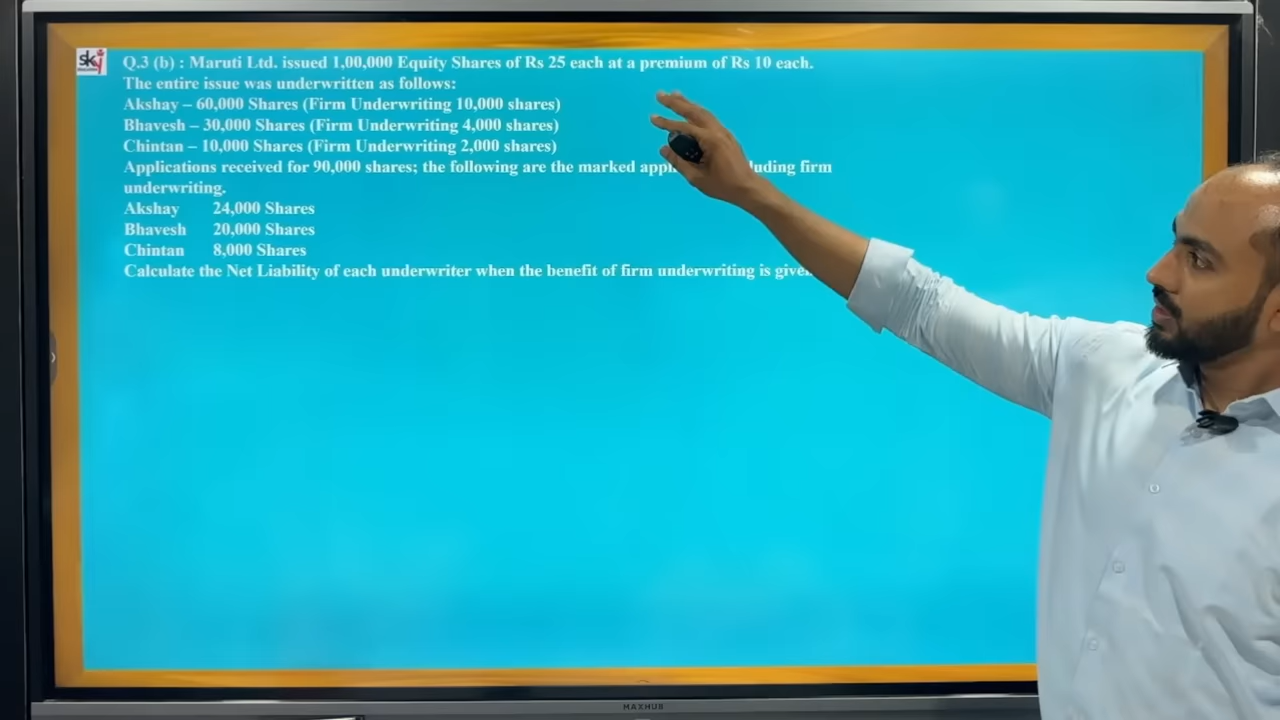 sky
Q.3 (b) : Maruti Ltd. issued 1,00,000 Equity Shares of Rs 25 each at a premium of Rs 10 each.
The entire issue was underwritten as follows:
Akshay – 60,000 Shares (Firm Underwriting 10,000 shares)
Bhavesh – 30,000 Shares (Firm Underwriting 4,000 shares)
Chintan – 10,000 Shares (Firm Underwriting 2,000 shares)
Applications received for 90,000 shares; the following are the marked firm
underwriting.
Akshay 24,000 Shares
Bhavesh 20,000 Shares
Chintan 8,000 Shares
Calculate the Net Liability of each underwriter when the benefit of firm underwriting is
MAXHUB